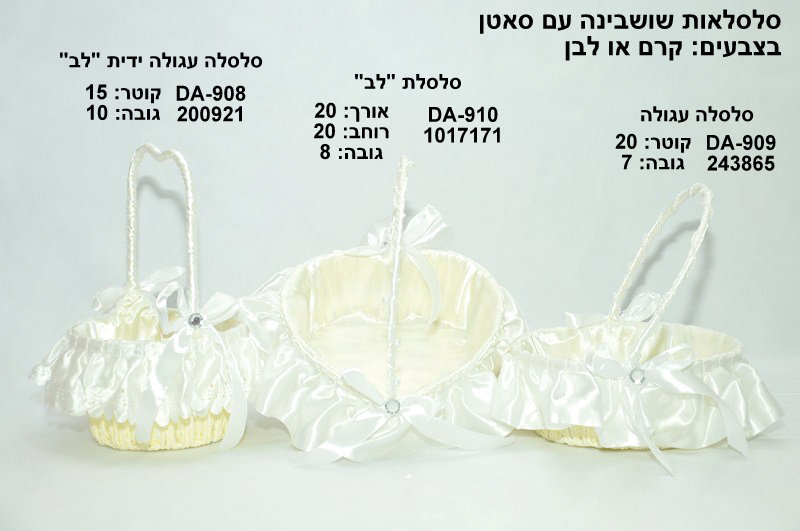 סלסלאות שושבינה עם סאטן
בצבעים: קרם או לבן
סלסלה עגולה ידית "לב"
DA-908 קוטר: 15
200921 גובה: 10
סלסלת "לב"
DA-910 אורך: 20
1017171 רוחב: 20
גובה: 8
סלסלה עגולה
DA-909 קוטר: 20
243865 גובה: 7